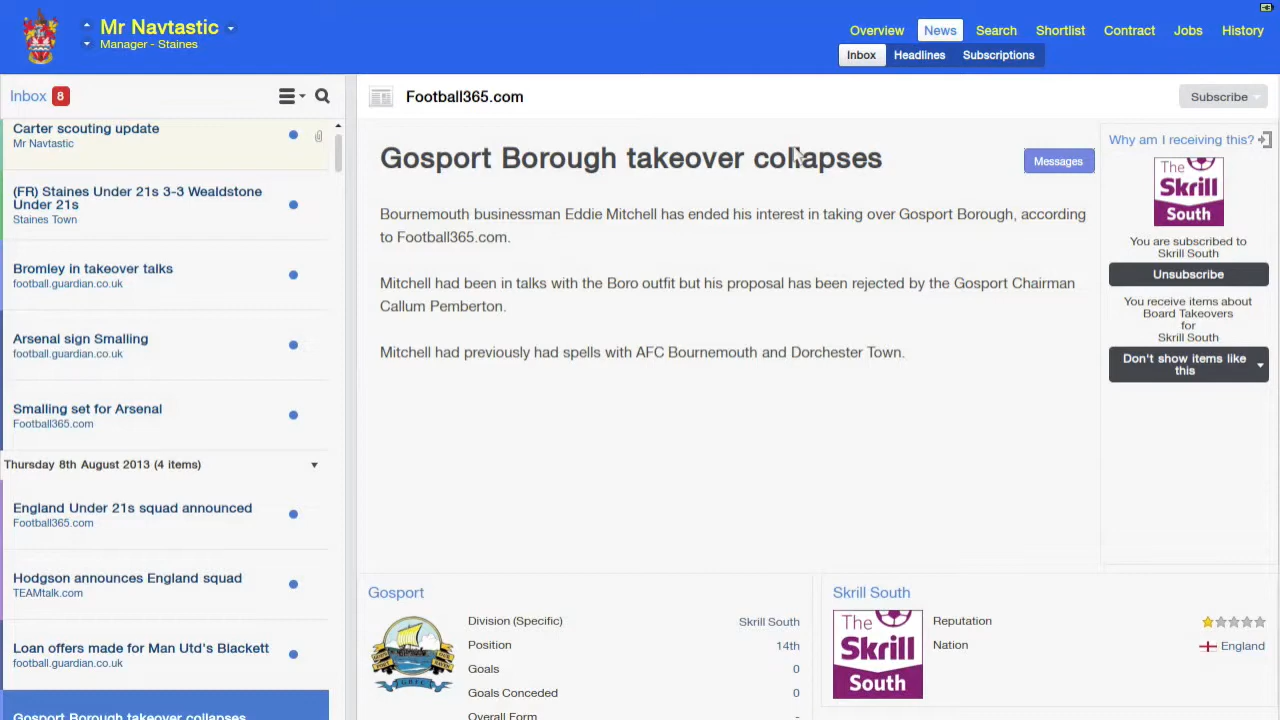 Mr Navtastic
Manager - Staines
Overview News Search Shortlist Contract Jobs History
Inbox Headlines Subscriptions
Inbox 8
Carter scouting update
Mr Navtastic
(FR) Staines Under 21s 3-3 Wealdstone
Under 21s
Staines Town
Bromley in takeover talks
football.guardian.co.uk
Arsenal sign Smalling
football.guardian.co.uk
Smalling set for Arsenal
Football365.com
Thursday 8th August 2013 (4 items)
England Under 21s squad announced
Football365.com
Hodgson announces England squad
TEAMtalk.com
Loan offers made for Man Utd's Blackett
football.guardian.co.uk
Gosport Borough takeover collapses
Football365.com
Subscribe
Gosport Borough takeover collapses
Messages
Bournemouth businessman Eddie Mitchell has ended his interest in taking over Gosport Borough, according
to Football365.com.
Mitchell had been in talks with the Boro outfit but his proposal has been rejected by the Gosport Chairman
Callum Pemberton.
Mitchell had previously had spells with AFC Bournemouth and Dorchester Town.
Why am I receiving this?
The
Skrill
South
You are subscribed to
Skrill South
Unsubscribe
You receive items about
Board Takeovers
for
Skrill South
Don't show items like
this
Gosport
Division (Specific) Skrill South
Position 14th
Goals 0
Goals Conceded 0
Overall Form -
Skrill South
The
Skrill
South
Reputation
Nation England